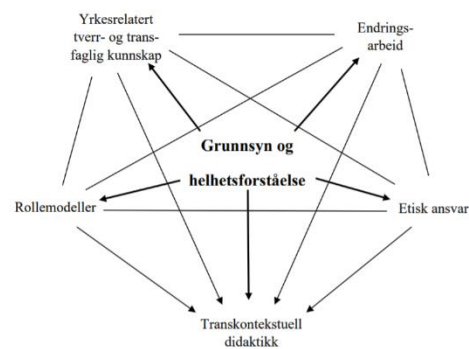 Yrkesrelatert
tverr- og trans-
faglig kunnskap
Endrings-
arbeid
Grunnsyn og
helhetsforståelse
Rollemodeller
Etisk ansvar
Transkontekstuell
didaktikk